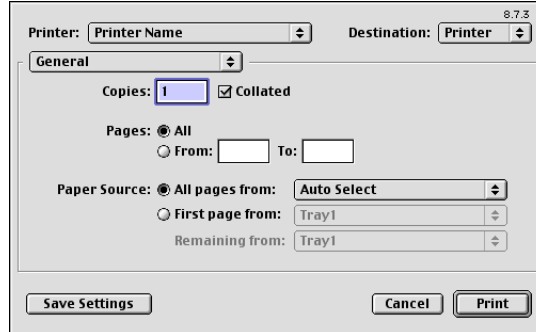 8.7.3
Printer: Printer Name Destination: Printer
General
Copies: 1 Collated
Pages: All
From: To:
Paper Source: All pages from: Auto Select
First page from: Tray1
Remaining from: Tray1
Save Settings Cancel Print